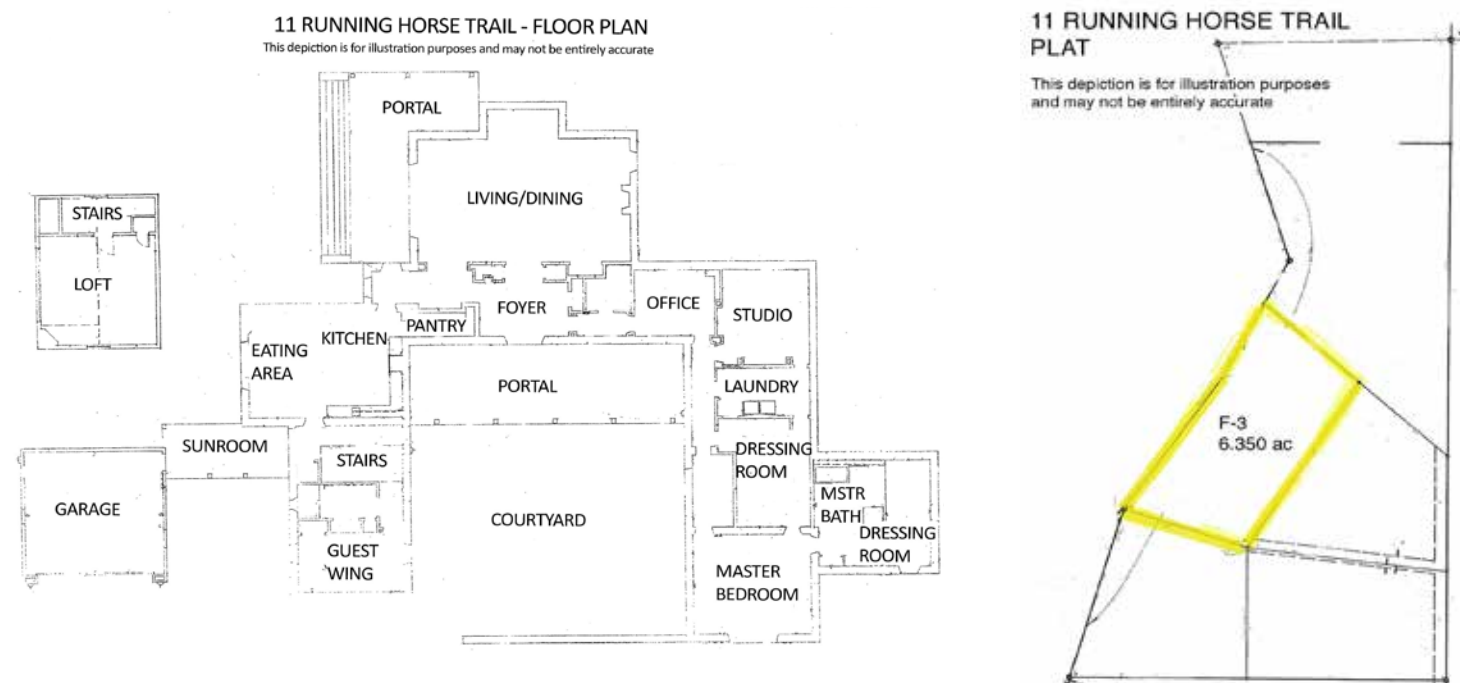 11 RUNNING HORSE TRAIL - FLOOR PLAN
This depiction is for illustration purposes and may not be entirely accurate
PORTAL
LIVING/DINING
STAIRS
LOFT
FOYER
OFFICE
STUDIO
PANTRY
KITCHEN
EATING
AREA
PORTAL
LAUNDRY
SUNROOM
STAIRS
DRESSING
ROOM
GARAGE
COURTYARD
MSTR
BATH
DRESSING
ROOM
GUEST
WING
MASTER
BEDROOM
11 RUNNING HORSE TRAIL
PLAT
This depiction is for illustration purposes
and may not be entirely accurate
F-3
6.350 ac